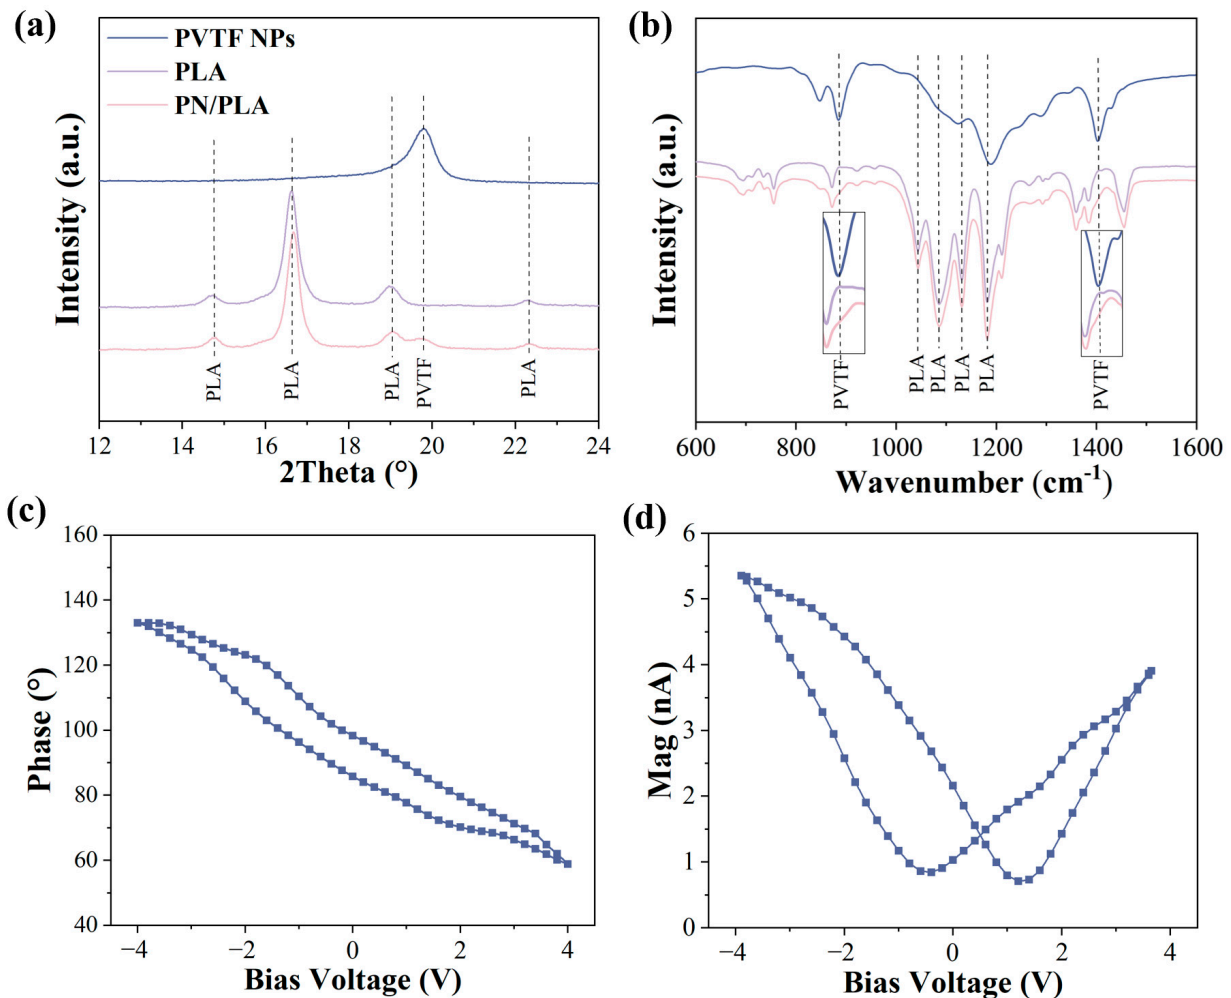 (a)
PVTF NPs
PLA
PN/PLA
Intensity (a.u.)
PLA
PLA
PLA
PVTF
PLA
12
14
16
18
20
22
24
2Theta (°)
(b)
Intensity (a.u.)
PVTF
PLA
PLA
PLA
PLA
PVTF
600
800
1000
1200
1400
1600
Wavenumber (cm⁻¹)
(c)
Phase (°)
160
140
120
100
80
60
40
−4
−2
0
2
4
Bias Voltage (V)
(d)
Mag (nA)
6
5
4
3
2
1
0
−4
−2
0
2
4
Bias Voltage (V)